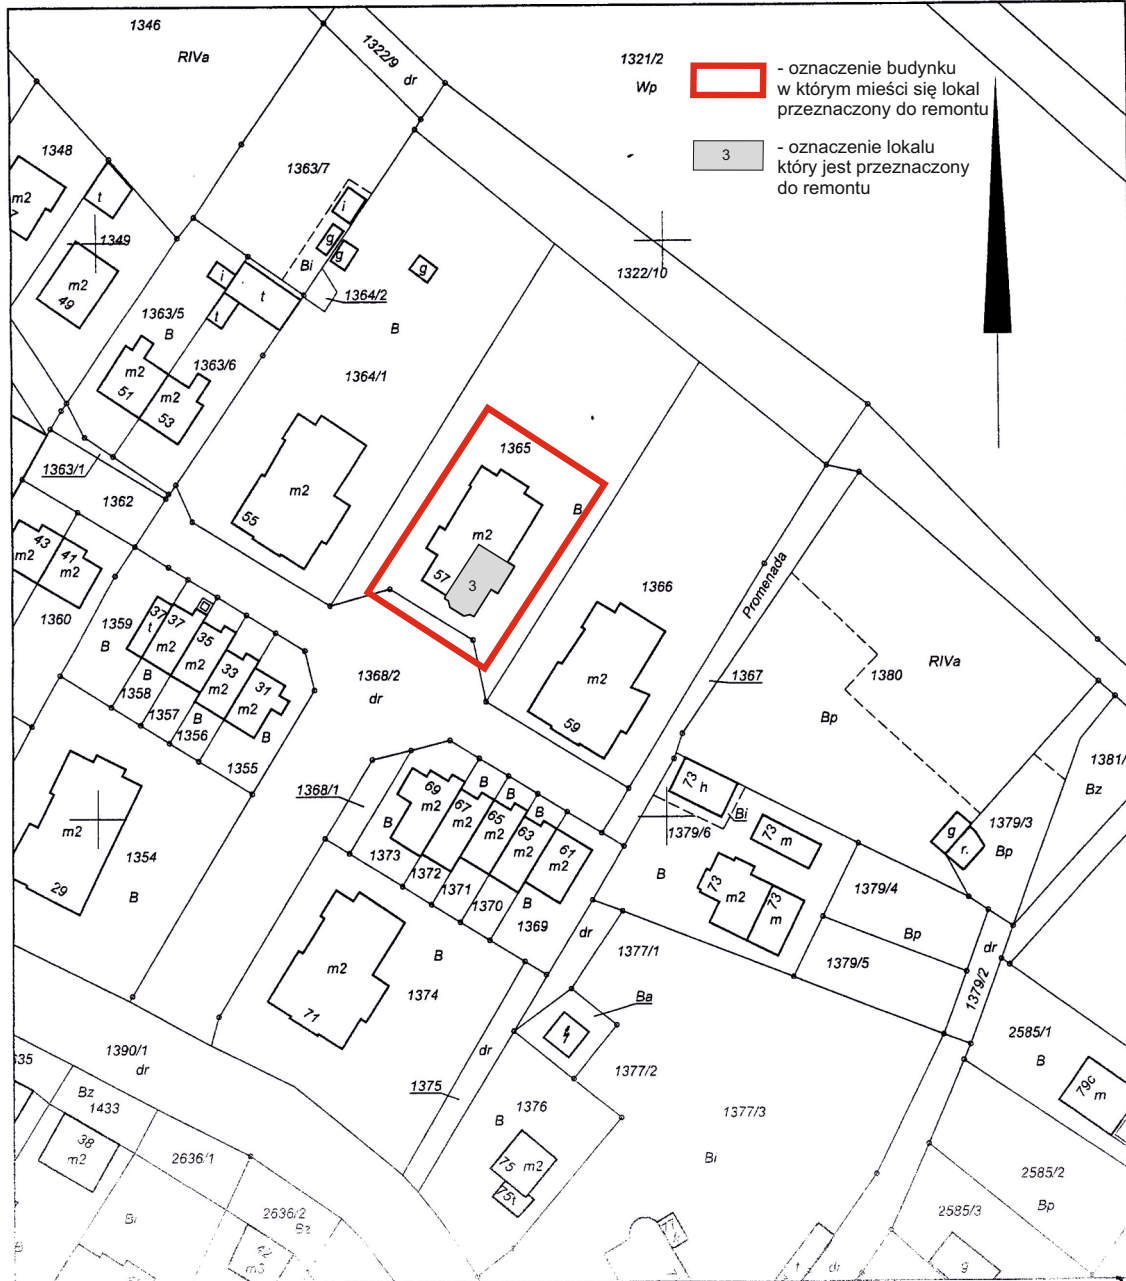 1346
RIVa
1322/9
dr
1321/2
Wp
- oznaczenie budynku
w którym mieści się lokal
przeznaczony do remontu
3
- oznaczenie lokalu
który jest przeznaczony
do remontu
1348
m2
t
1349
m2
49
1363/7
i
g
g
Bi
g
1364/2
1322/10
i
t
t
1363/5
B
1363/6
m2
51
m2
53
B
1364/1
1363/1
1362
m2
55
1365
B
m2
57
3
43
m2
41
m2
1360
1359
B
37
t
37
m2
35
m2
33
m2
31
m2
B
1358
1357
B
1356
B
1355
1368/2
dr
1366
m2
59
Promenada
1367
1380
RIVa
Bp
1381/
Bz
1368/1
B
69
m2
67
m2
65
m2
63
m2
61
m2
B
B
B
1373
1372
1371
1370
B
1369
73
h
Bi
1379/6
73
m
B
73
m2
73
m
g
r.
1379/3
Bp
1379/4
Bp
1379/5
dr
1379/2
m2
29
1354
B
m2
71
B
1374
dr
1377/1
Ba
1377/2
dr
1375
1376
B
75
m2
75t
1377/3
Bi
2585/1
B
79c
m
2585/2
Bp
2585/3
g
1390/1
dr
635
Bz
1433
38
m2
2636/1
Bi
2636/2
Bz
42
m3
B
t
dr